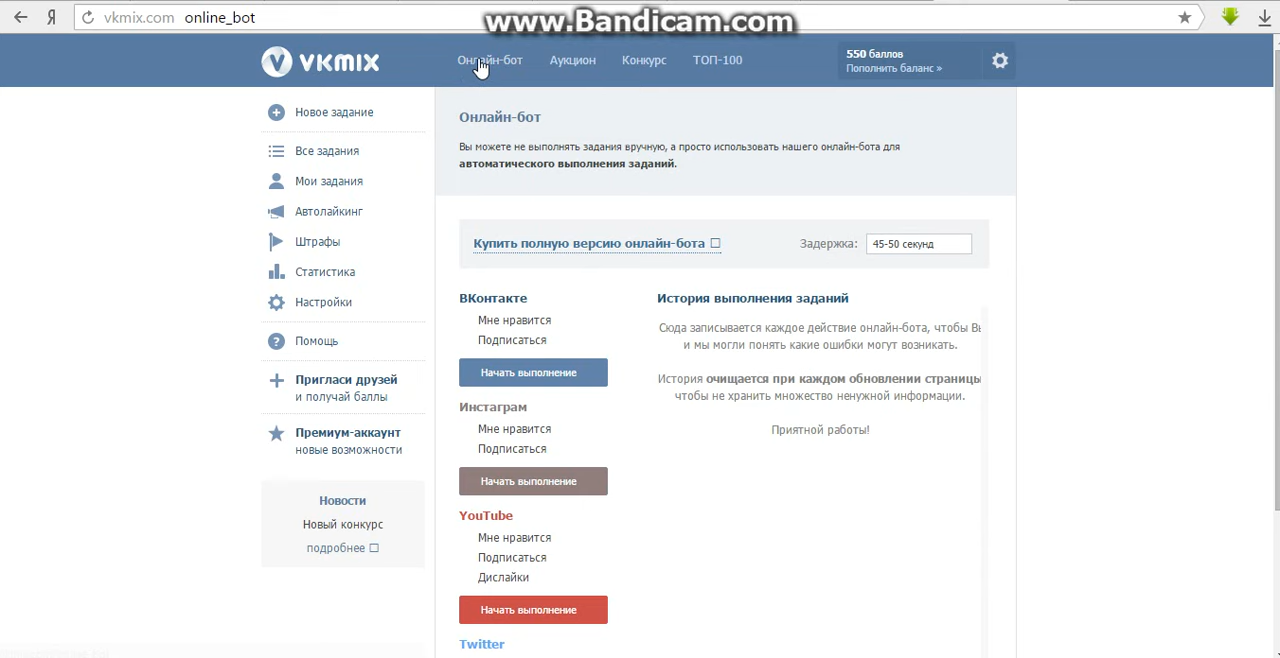 www.Bandicam.com
Я vkmix.com online_bot
VKMIX
Онлайн-бот Аукцион Конкурс ТОП-100
550 баллов
Пополнить баланс »
Новое задание
Все задания
Мои задания
Автолайкинг
Штрафы
Статистика
Настройки
Помощь
Пригласи друзей
и получай баллы
Премиум-аккаунт
новые возможности
Новости
Новый конкурс
подробнее
Онлайн-бот
Вы можете не выполнять задания вручную, а просто использовать нашего онлайн-бота для
автоматического выполнения заданий.
Купить полную версию онлайн-бота
Задержка: 45-50 секунд
ВКонтакте
Мне нравится
Подписаться
Начать выполнение
Инстаграм
Мне нравится
Подписаться
Начать выполнение
YouTube
Мне нравится
Подписаться
Дислайки
Начать выполнение
Twitter
История выполнения заданий
Сюда записывается каждое действие онлайн-бота, чтобы Вы
и мы могли понять какие ошибки могут возникать.
История очищается при каждом обновлении страницы
чтобы не хранить множество ненужной информации.
Приятной работы!